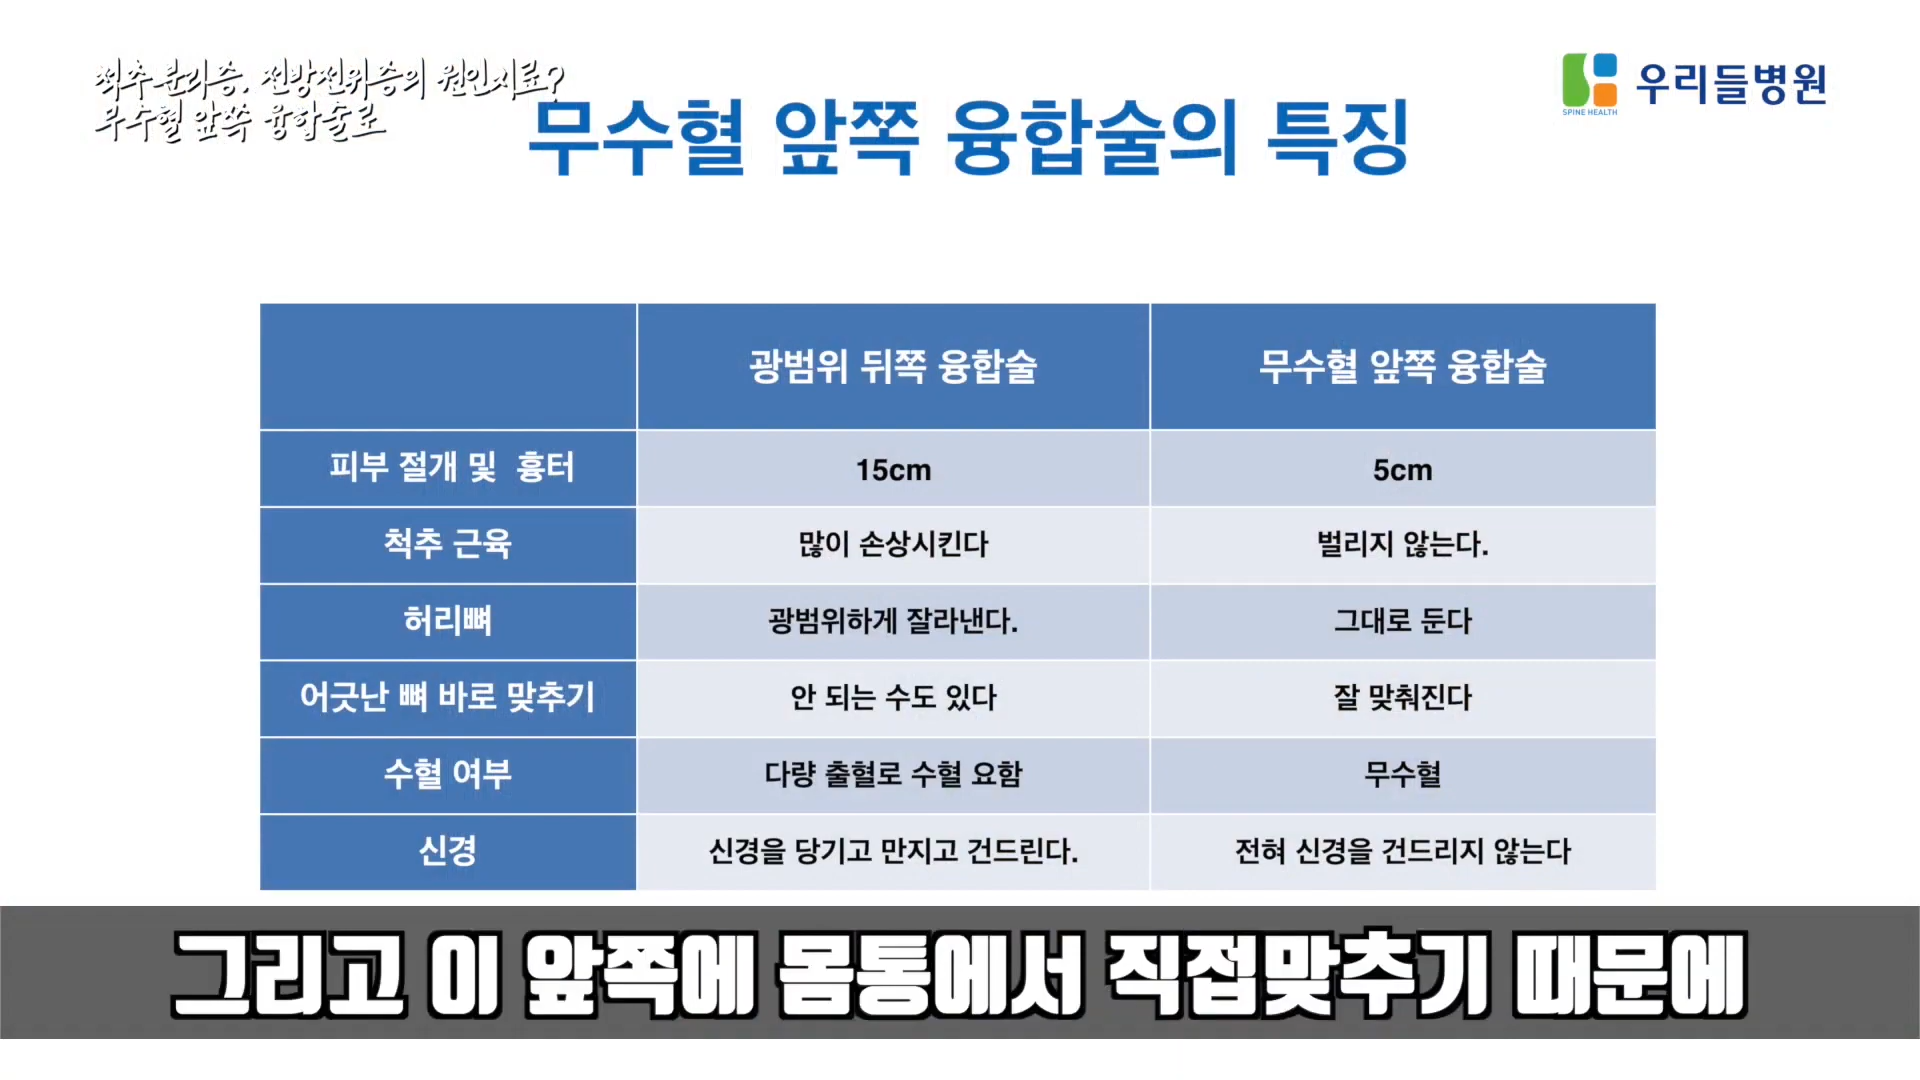 척추분리증. 전방전위증의 원인치료?
무수혈 앞쪽 융합술로
SPINE HEALTH
우리들병원
무수혈 앞쪽 융합술의 특징
광범위 뒤쪽 융합술
무수혈 앞쪽 융합술
피부 절개 및 흉터
15cm
5cm
척추 근육
많이 손상시킨다
벌리지 않는다.
허리뼈
광범위하게 잘라낸다.
그대로 둔다
어긋난 뼈 바로 맞추기
안 되는 수도 있다
잘 맞춰진다
수혈 여부
다량 출혈로 수혈 요함
무수혈
신경
신경을 당기고 만지고 건드린다.
전혀 신경을 건드리지 않는다
그리고 이 앞쪽에 몸통에서 직접맞추기 때문에